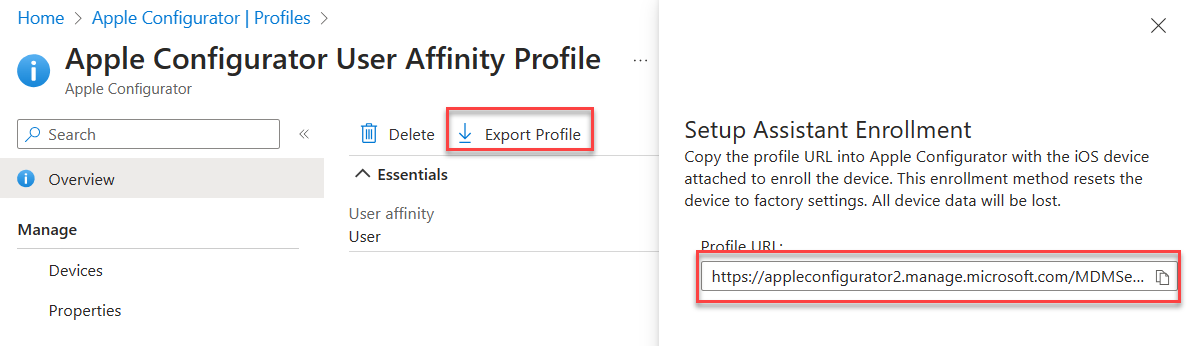 Home > Apple Configurator | Profiles >
Apple Configurator User Affinity Profile ...
Apple Configurator
Search
«
Overview
Manage
Devices
Properties
Delete
Export Profile
Essentials
User affinity
User
Setup Assistant Enrollment
Copy the profile URL into Apple Configurator with the iOS device
attached to enroll the device. This enrollment method resets the
device to factory settings. All device data will be lost.
Profile URL:
https://appleconfigurator2.manage.microsoft.com/MDMSe...